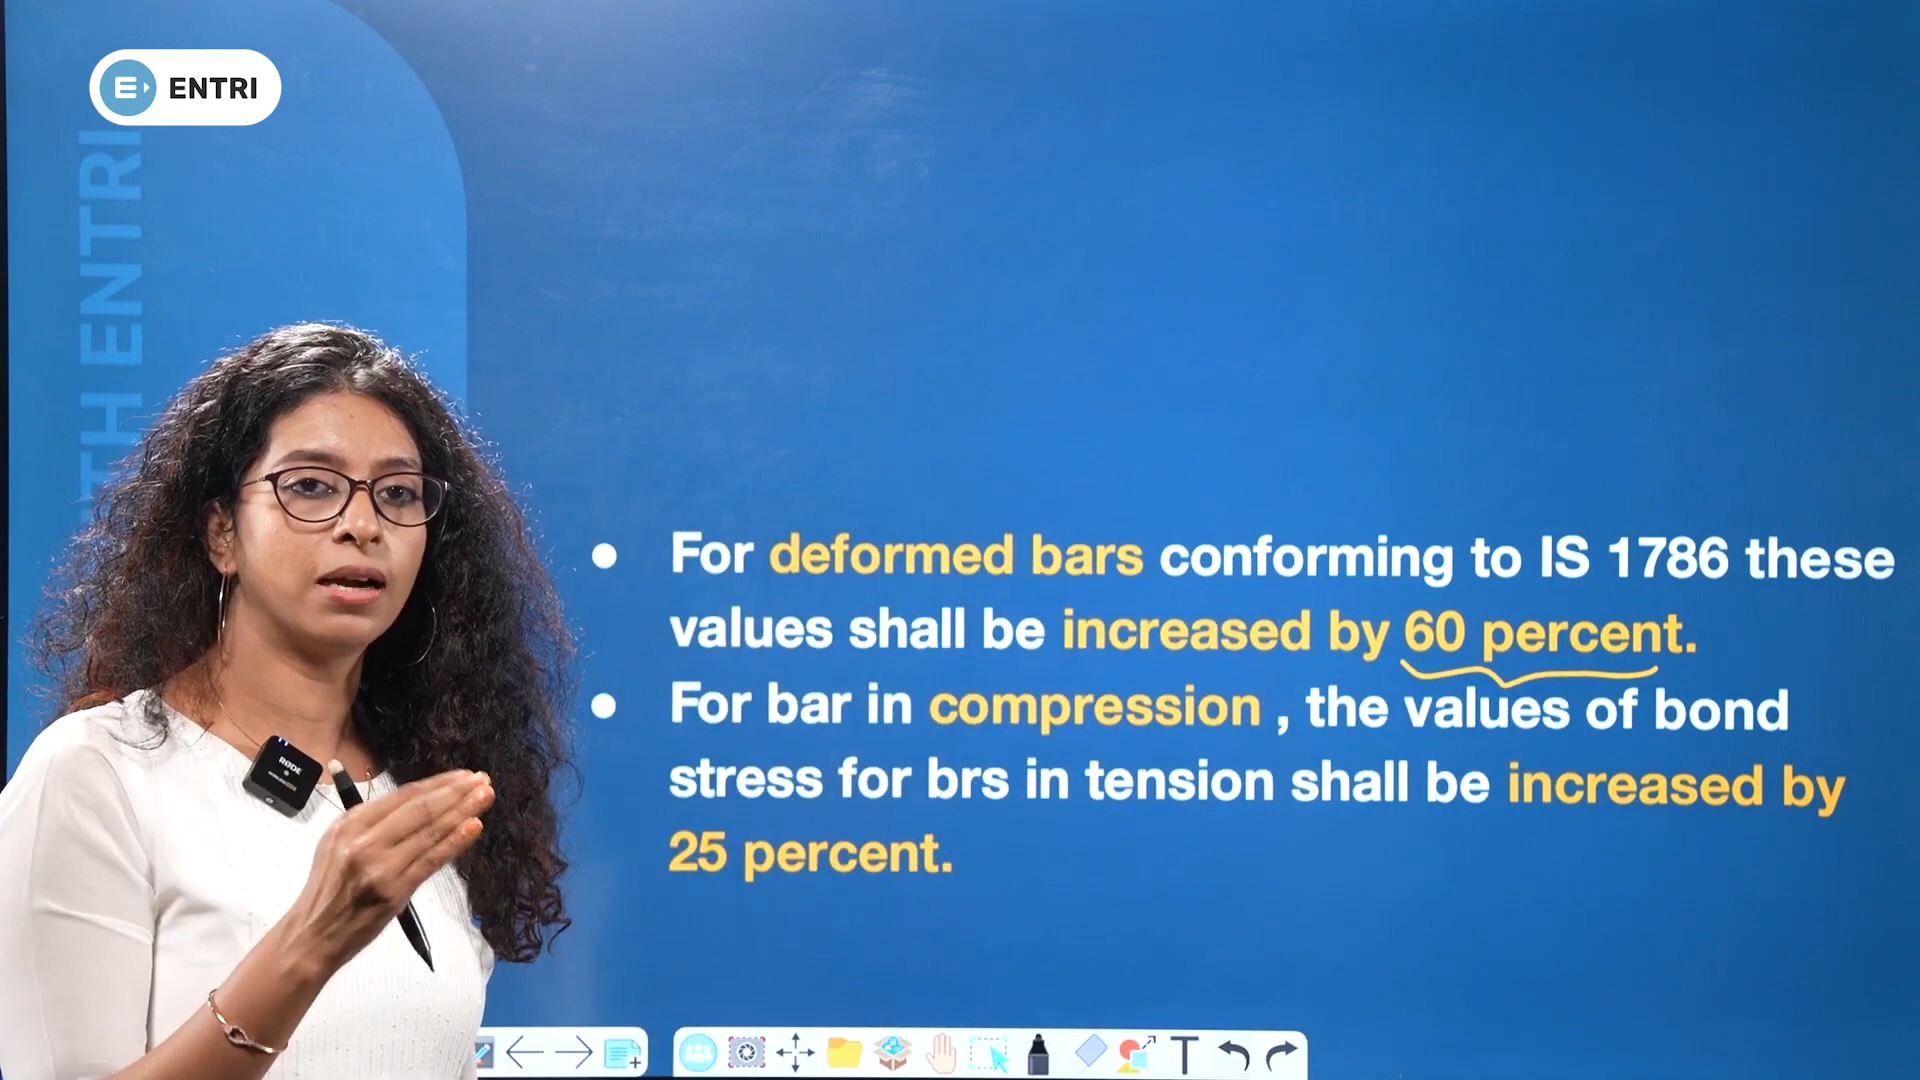 ENTRI
TH ENTRI
RØDE
• For deformed bars conforming to IS 1786 these
values shall be increased by 60 percent.
• For bar in compression , the values of bond
stress for brs in tension shall be increased by
25 percent.